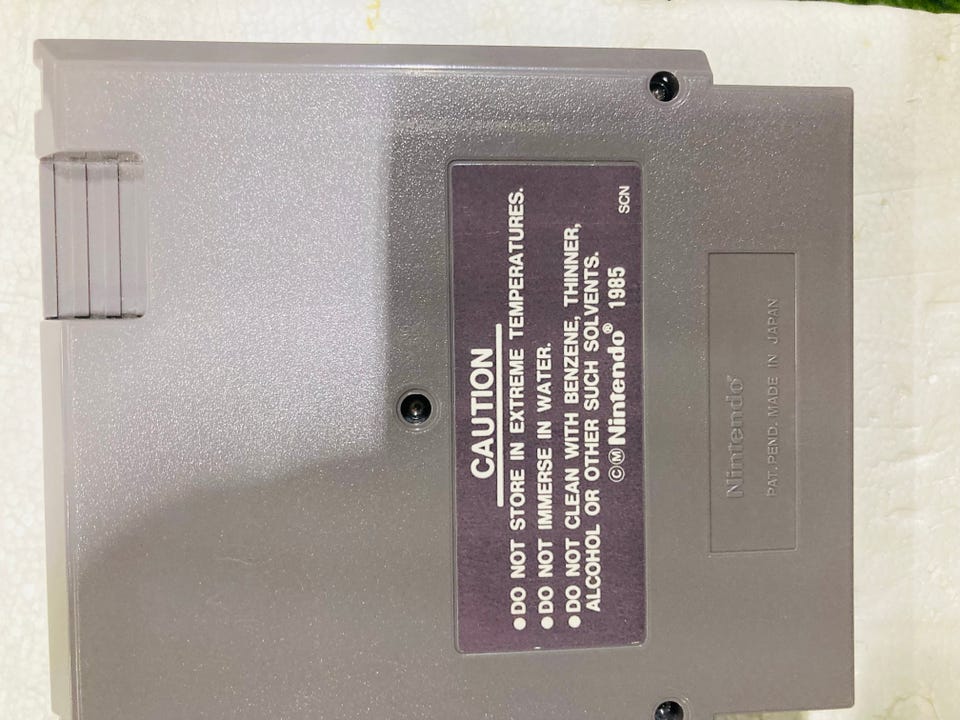 CAUTION
●DO NOT STORE IN EXTREME TEMPERATURES.
●DO NOT IMMERSE IN WATER.
●DO NOT CLEAN WITH BENZENE, THINNER,
ALCOHOL OR OTHER SUCH SOLVENTS.
©Ⓜ Nintendo® 1985
SCN
Nintendo®
PAT. PEND. MADE IN JAPAN